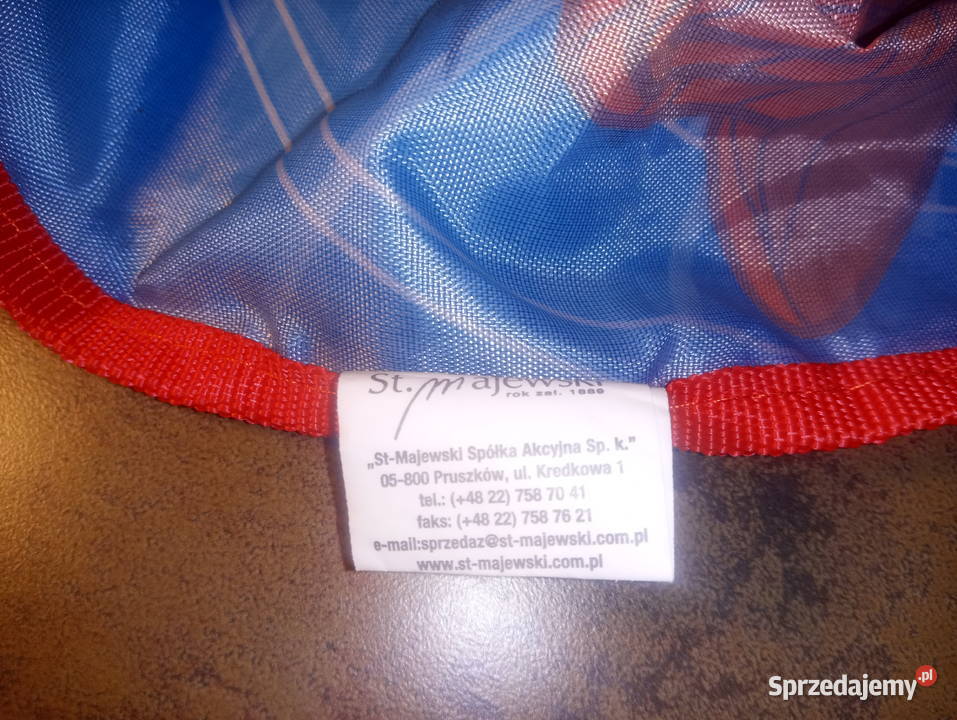 St. Majewski
rok zał. 1889
„St-Majewski Spółka Akcyjna Sp. k.”
05-800 Pruszków, ul. Kredkowa 1
tel.: (+48 22) 758 70 41
faks: (+48 22) 758 76 21
e-mail:sprzedaz@st-majewski.com.pl
www.st-majewski.com.pl
Sprzedajemy.pl